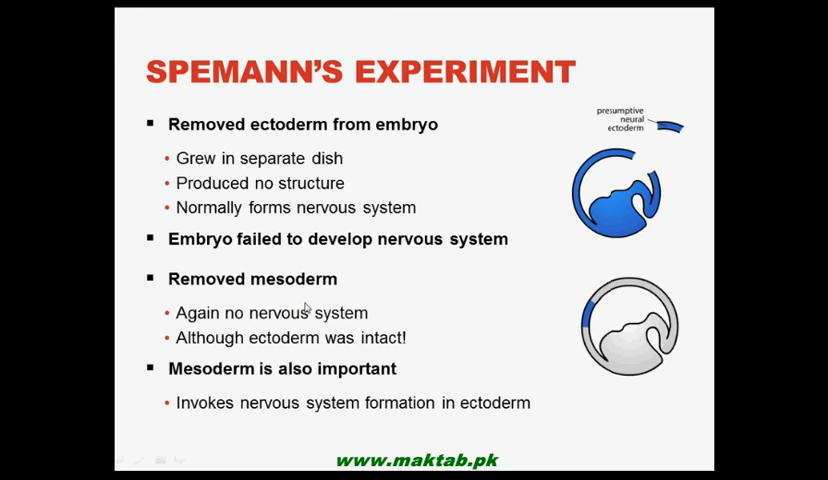 SPEMANN'S EXPERIMENT
▪ Removed ectoderm from embryo
presumptive
neural
ectoderm
• Grew in separate dish
• Produced no structure
• Normally forms nervous system
▪ Embryo failed to develop nervous system
▪ Removed mesoderm
• Again no nervous system
• Although ectoderm was intact!
▪ Mesoderm is also important
• Invokes nervous system formation in ectoderm
www.maktab.pk